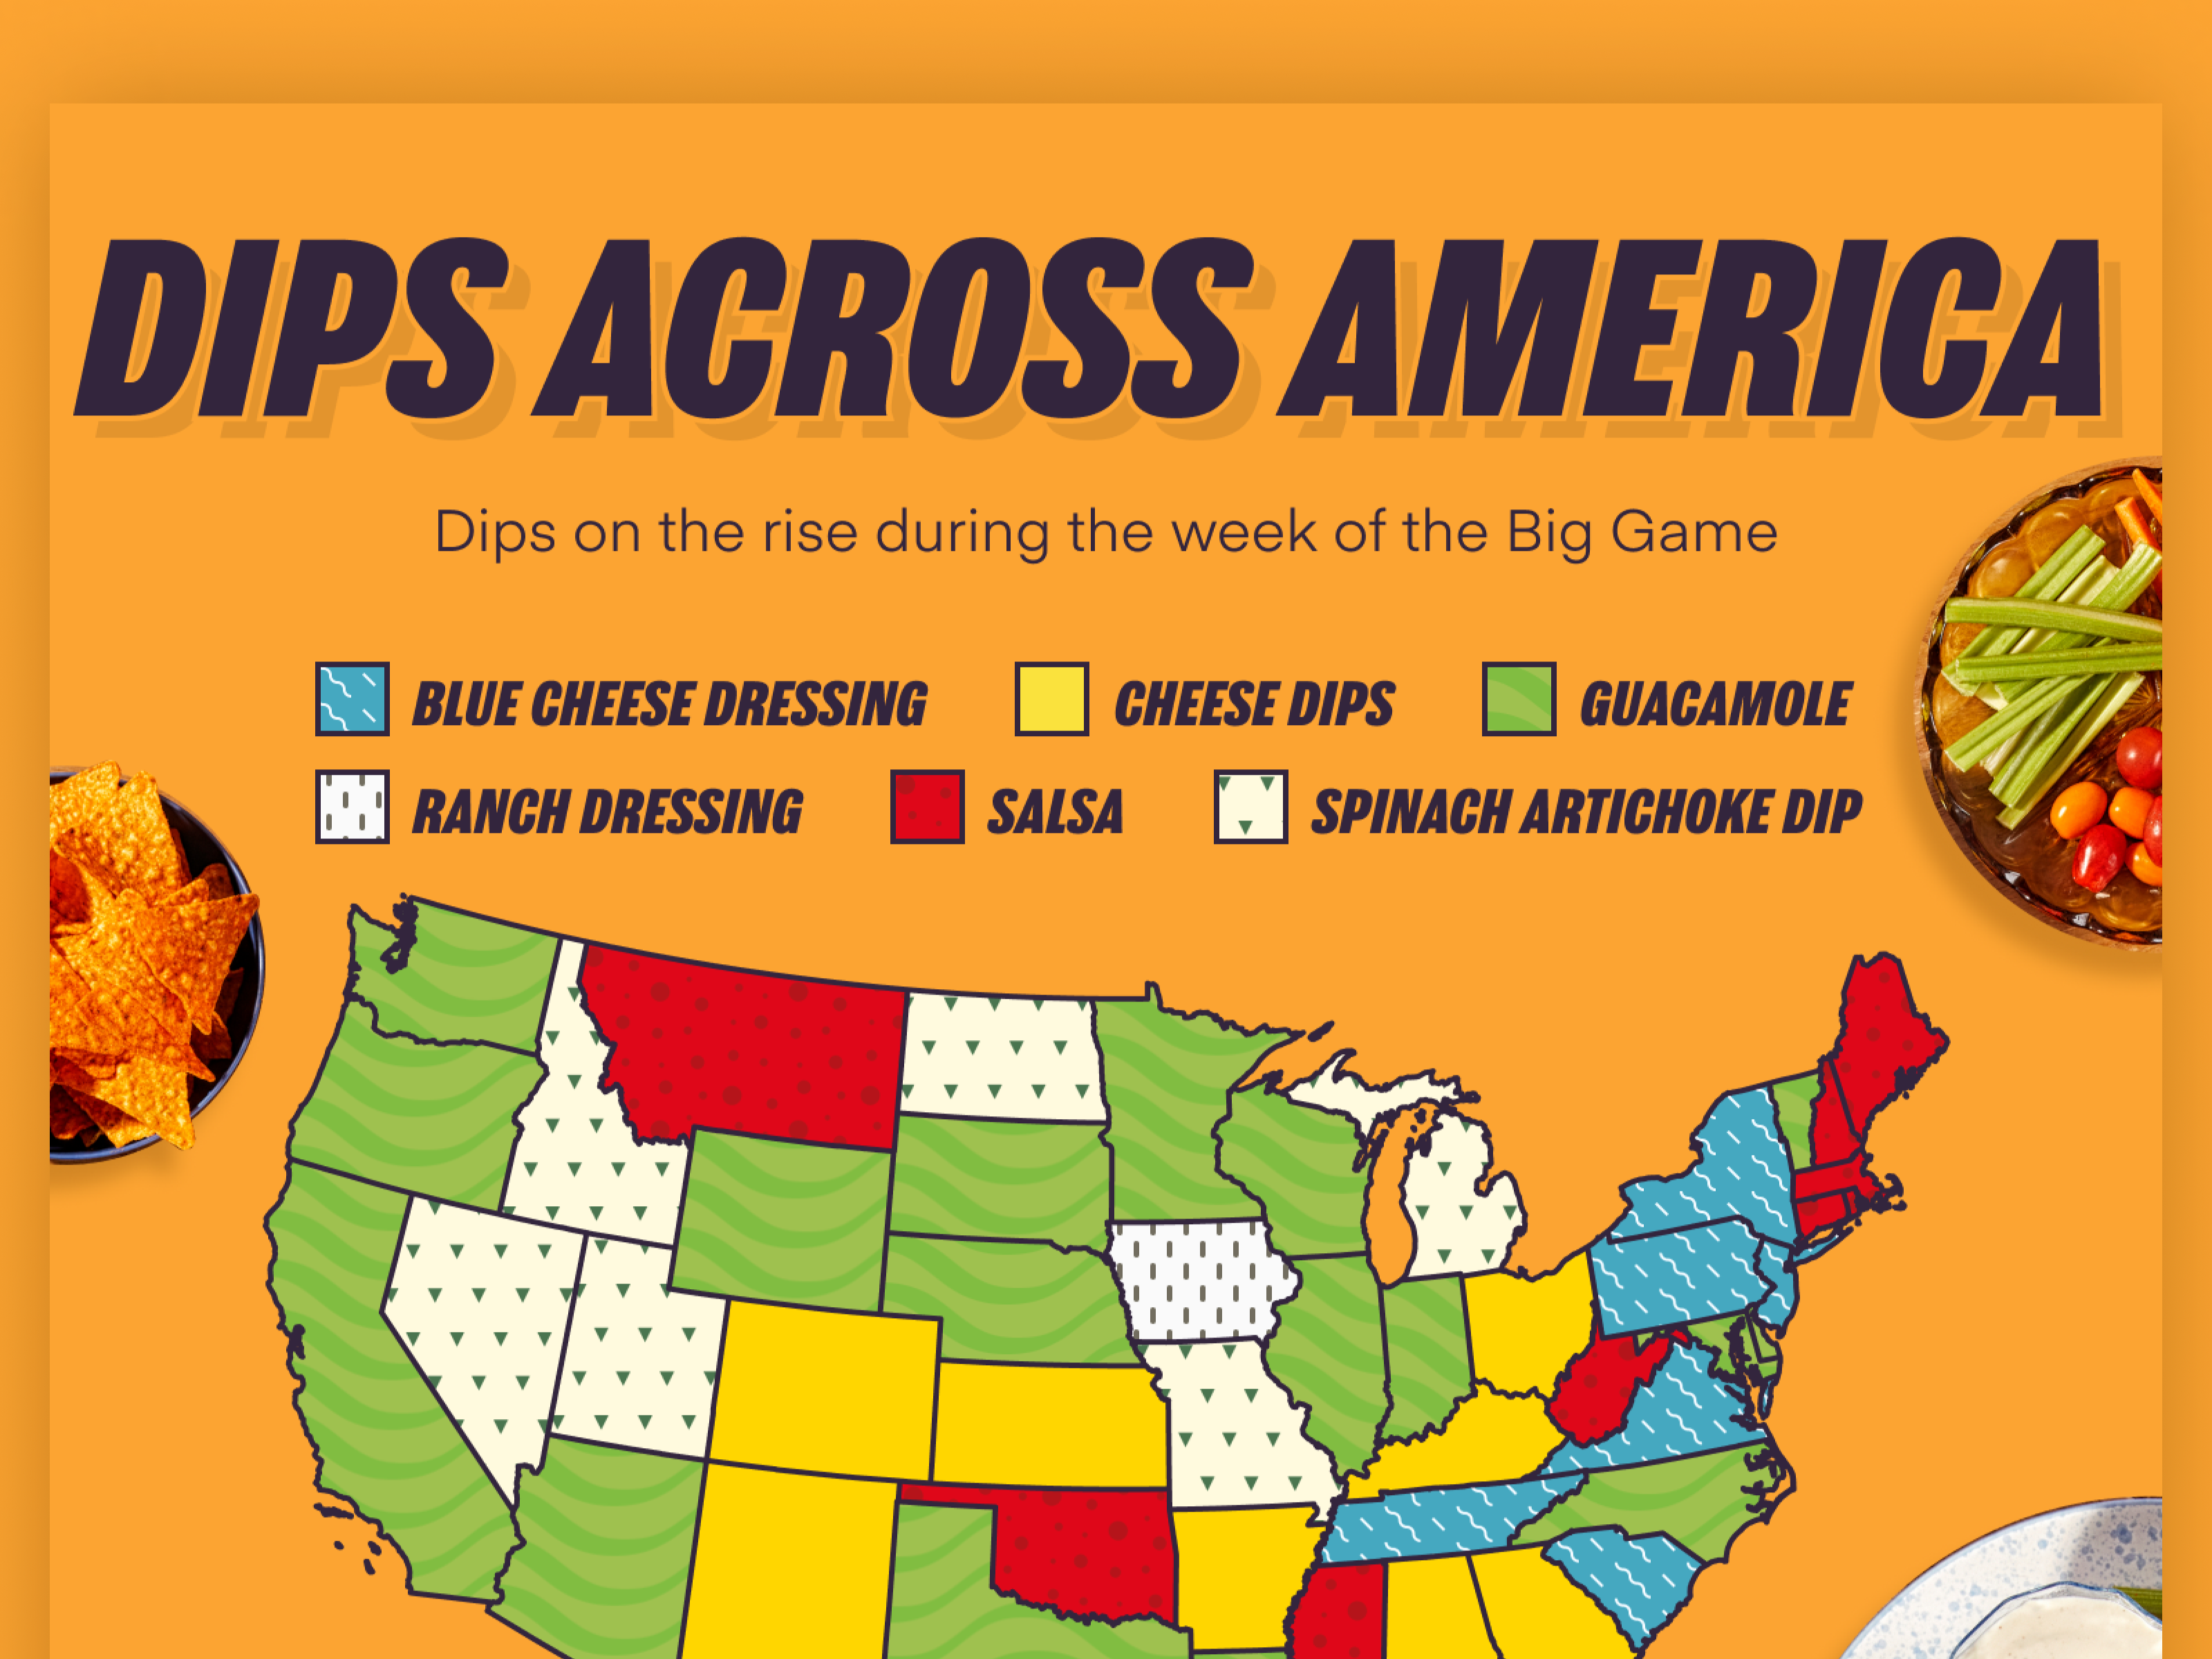 DIPS ACROSS AMERICA
Dips on the rise during the week of the Big Game
BLUE CHEESE DRESSING CHEESE DIPS GUACAMOLE
RANCH DRESSING SALSA SPINACH ARTICHOKE DIP